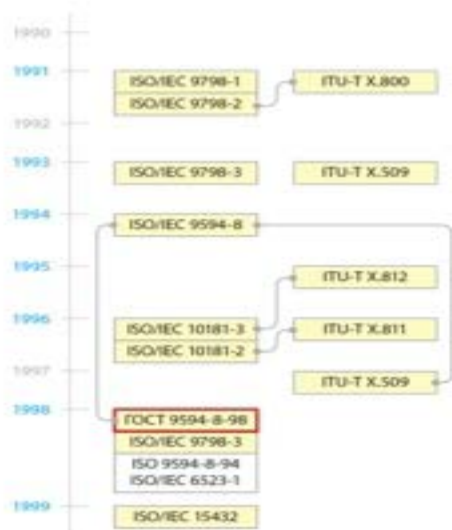 1990
1991
ISO/IEC 9798-1
ITU-T X.800
ISO/IEC 9798-2
1992
1993
ISO/IEC 9798-3
ITU-T X.509
1994
ISO/IEC 9594-8
1995
ITU-T X.812
1996
ISO/IEC 10181-3
ITU-T X.811
ISO/IEC 10181-2
1997
ITU-T X.509
1998
ГОСТ 9594-8-98
ISO/IEC 9798-3
ISO 9594-8-94
ISO/IEC 6523-1
1999
ISO/IEC 15432